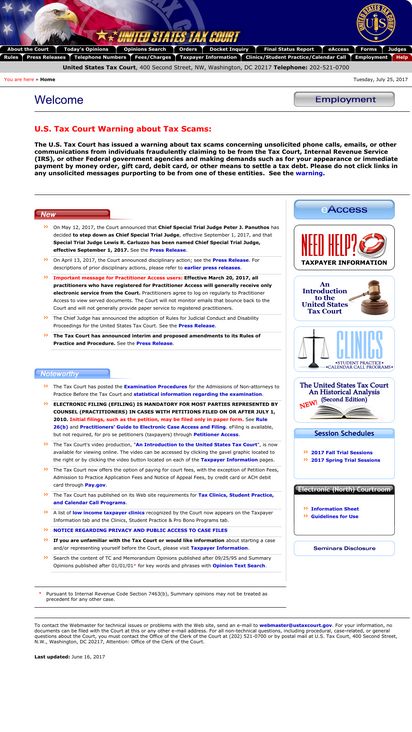 UNITED STATES TAX COURT
About the Court Today's Opinions Opinions Search Orders Docket Inquiry Final Status Report eAccess Forms Judges
Rules Press Releases Telephone Numbers Fees/Charges Taxpayer Information Clinics/Student Practice/Calendar Call Employment Help
United States Tax Court, 400 Second Street, NW, Washington, DC 20217 Telephone: 202-521-0700
You are here » Home
Tuesday, July 25, 2017
Welcome
Employment
U.S. Tax Court Warning about Tax Scams:
The U.S. Tax Court has issued a warning about tax scams concerning unsolicited phone calls, emails, or other
communications from individuals fraudulently claiming to be from the Tax Court, Internal Revenue Service
(IRS), or other Federal government agencies and making demands such as for your appearance or immediate
payment by money order, gift card, debit card, or other means to settle a tax debt. Please do not click links in
any unsolicited messages purporting to be from one of these entities. See the warning.
New
On May 12, 2017, the Court announced that Chief Special Trial Judge Peter J. Panuthos has
decided to step down as Chief Special Trial Judge, effective September 1, 2017, and that
Special Trial Judge Lewis R. Carluzzo has been named Chief Special Trial Judge,
effective September 1, 2017. See the Press Release.
On April 13, 2017, the Court announced disciplinary action; see the Press Release. For
descriptions of prior disciplinary actions, please refer to earlier press releases.
Important message for Practitioner Access users: Effective March 20, 2017, all
practitioners who have registered for Practitioner Access will generally receive only
electronic service from the Court. Practitioners agree to log on regularly to Practitioner
Access to view served documents. The Court will not monitor emails that bounce back to the
Court and will not generally provide paper service to registered practitioners.
The Chief Judge has announced the adoption of Rules for Judicial Conduct and Disability
Proceedings for the United States Tax Court. See the Press Release.
The Tax Court has announced interim and proposed amendments to its Rules of
Practice and Procedure. See the Press Release.
Noteworthy
The Tax Court has posted the Examination Procedures for the Admissions of Non-attorneys to
Practice Before the Tax Court and statistical information regarding the examination.
ELECTRONIC FILING (EFILING) IS MANDATORY FOR MOST PARTIES REPRESENTED BY
COUNSEL (PRACTITIONERS) IN CASES WITH PETITIONS FILED ON OR AFTER JULY 1,
2010. Initial filings, such as the petition, may be filed only in paper form. See Rule
26(b) and Practitioners' Guide to Electronic Case Access and Filing. eFiling is available,
but not required, for pro se petitioners (taxpayers) through Petitioner Access.
The Tax Court's video production, "An Introduction to the United States Tax Court", is now
available for viewing online. The video can be accessed by clicking the gavel graphic located to
the right or by clicking the video button located on each of the Taxpayer Information pages.
The Tax Court now offers the option of paying for court fees, with the exception of Petition Fees,
Admission to Practice Application Fees and Notice of Appeal Fees, by credit card or ACH debit
card through Pay.gov.
The Tax Court has published on its Web site requirements for Tax Clinics, Student Practice,
and Calendar Call Programs.
A list of low income taxpayer clinics recognized by the Court now appears on the Taxpayer
Information tab and the Clinics, Student Practice & Pro Bono Programs tab.
NOTICE REGARDING PRIVACY AND PUBLIC ACCESS TO CASE FILES
If you are unfamiliar with the Tax Court or would like information about starting a case
and/or representing yourself before the Court, please visit Taxpayer Information.
Search the content of TC and Memorandum Opinions published after 09/25/95 and Summary
Opinions published after 01/01/01* for key words and phrases with Opinion Text Search.
* Pursuant to Internal Revenue Code Section 7463(b), Summary opinions may not be treated as
precedent for any other case.
eAccess
NEED HELP?
TAXPAYER INFORMATION
An
Introduction
to the
United States
Tax Court
CLINICS
•STUDENT PRACTICE
•CALENDAR CALL PROGRAMS
The United States Tax Court
An Historical Analysis
(Second Edition)
NEW!
Session Schedules
2017 Fall Trial Sessions
2017 Spring Trial Sessions
Electronic (North) Courtroom
Information Sheet
Guidelines for Use
Seminars Disclosure
To contact the Webmaster for technical issues or problems with the Web site, send an e-mail to webmaster@ustaxcourt.gov. For your information, no
documents can be filed with the Court at this or any other e-mail address. For all non-technical questions, including procedural, case-related, or general
questions about the Court, you must contact the Office of the Clerk of the Court at (202) 521-0700 or by postal mail at U.S. Tax Court, 400 Second Street,
N.W., Washington, DC 20217, Attention: Office of the Clerk of the Court.
Last updated: June 16, 2017